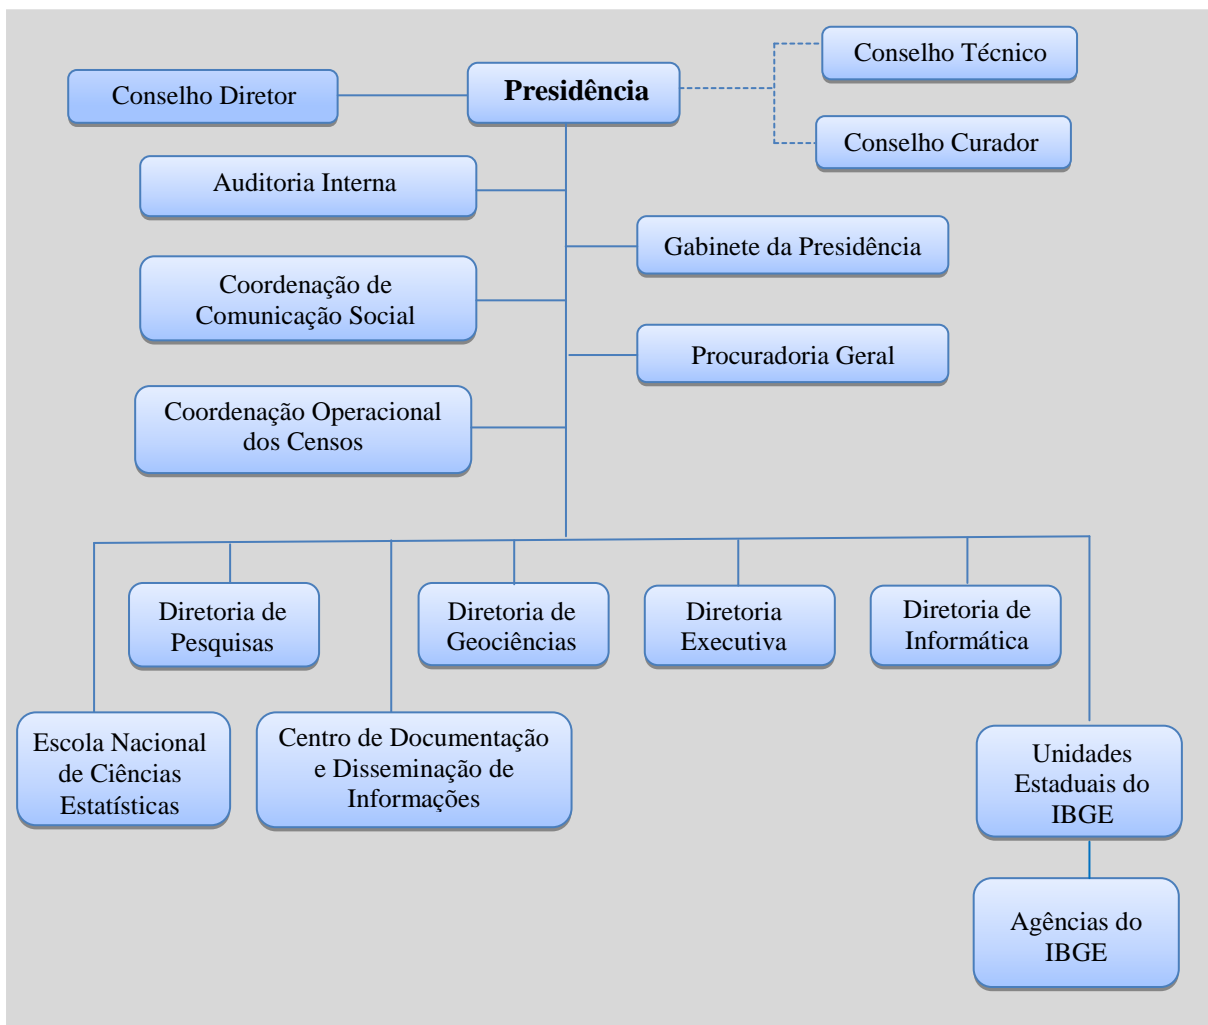 Conselho Técnico
Conselho Diretor
Presidência
Conselho Curador
Auditoria Interna
Gabinete da Presidência
Coordenação de
Comunicação Social
Procuradoria Geral
Coordenação Operacional
dos Censos
Diretoria de
Pesquisas
Diretoria de
Geociências
Diretoria
Executiva
Diretoria de
Informática
Escola Nacional
de Ciências
Estatísticas
Centro de Documentação
e Disseminação de
Informações
Unidades
Estaduais do
IBGE
Agências do
IBGE